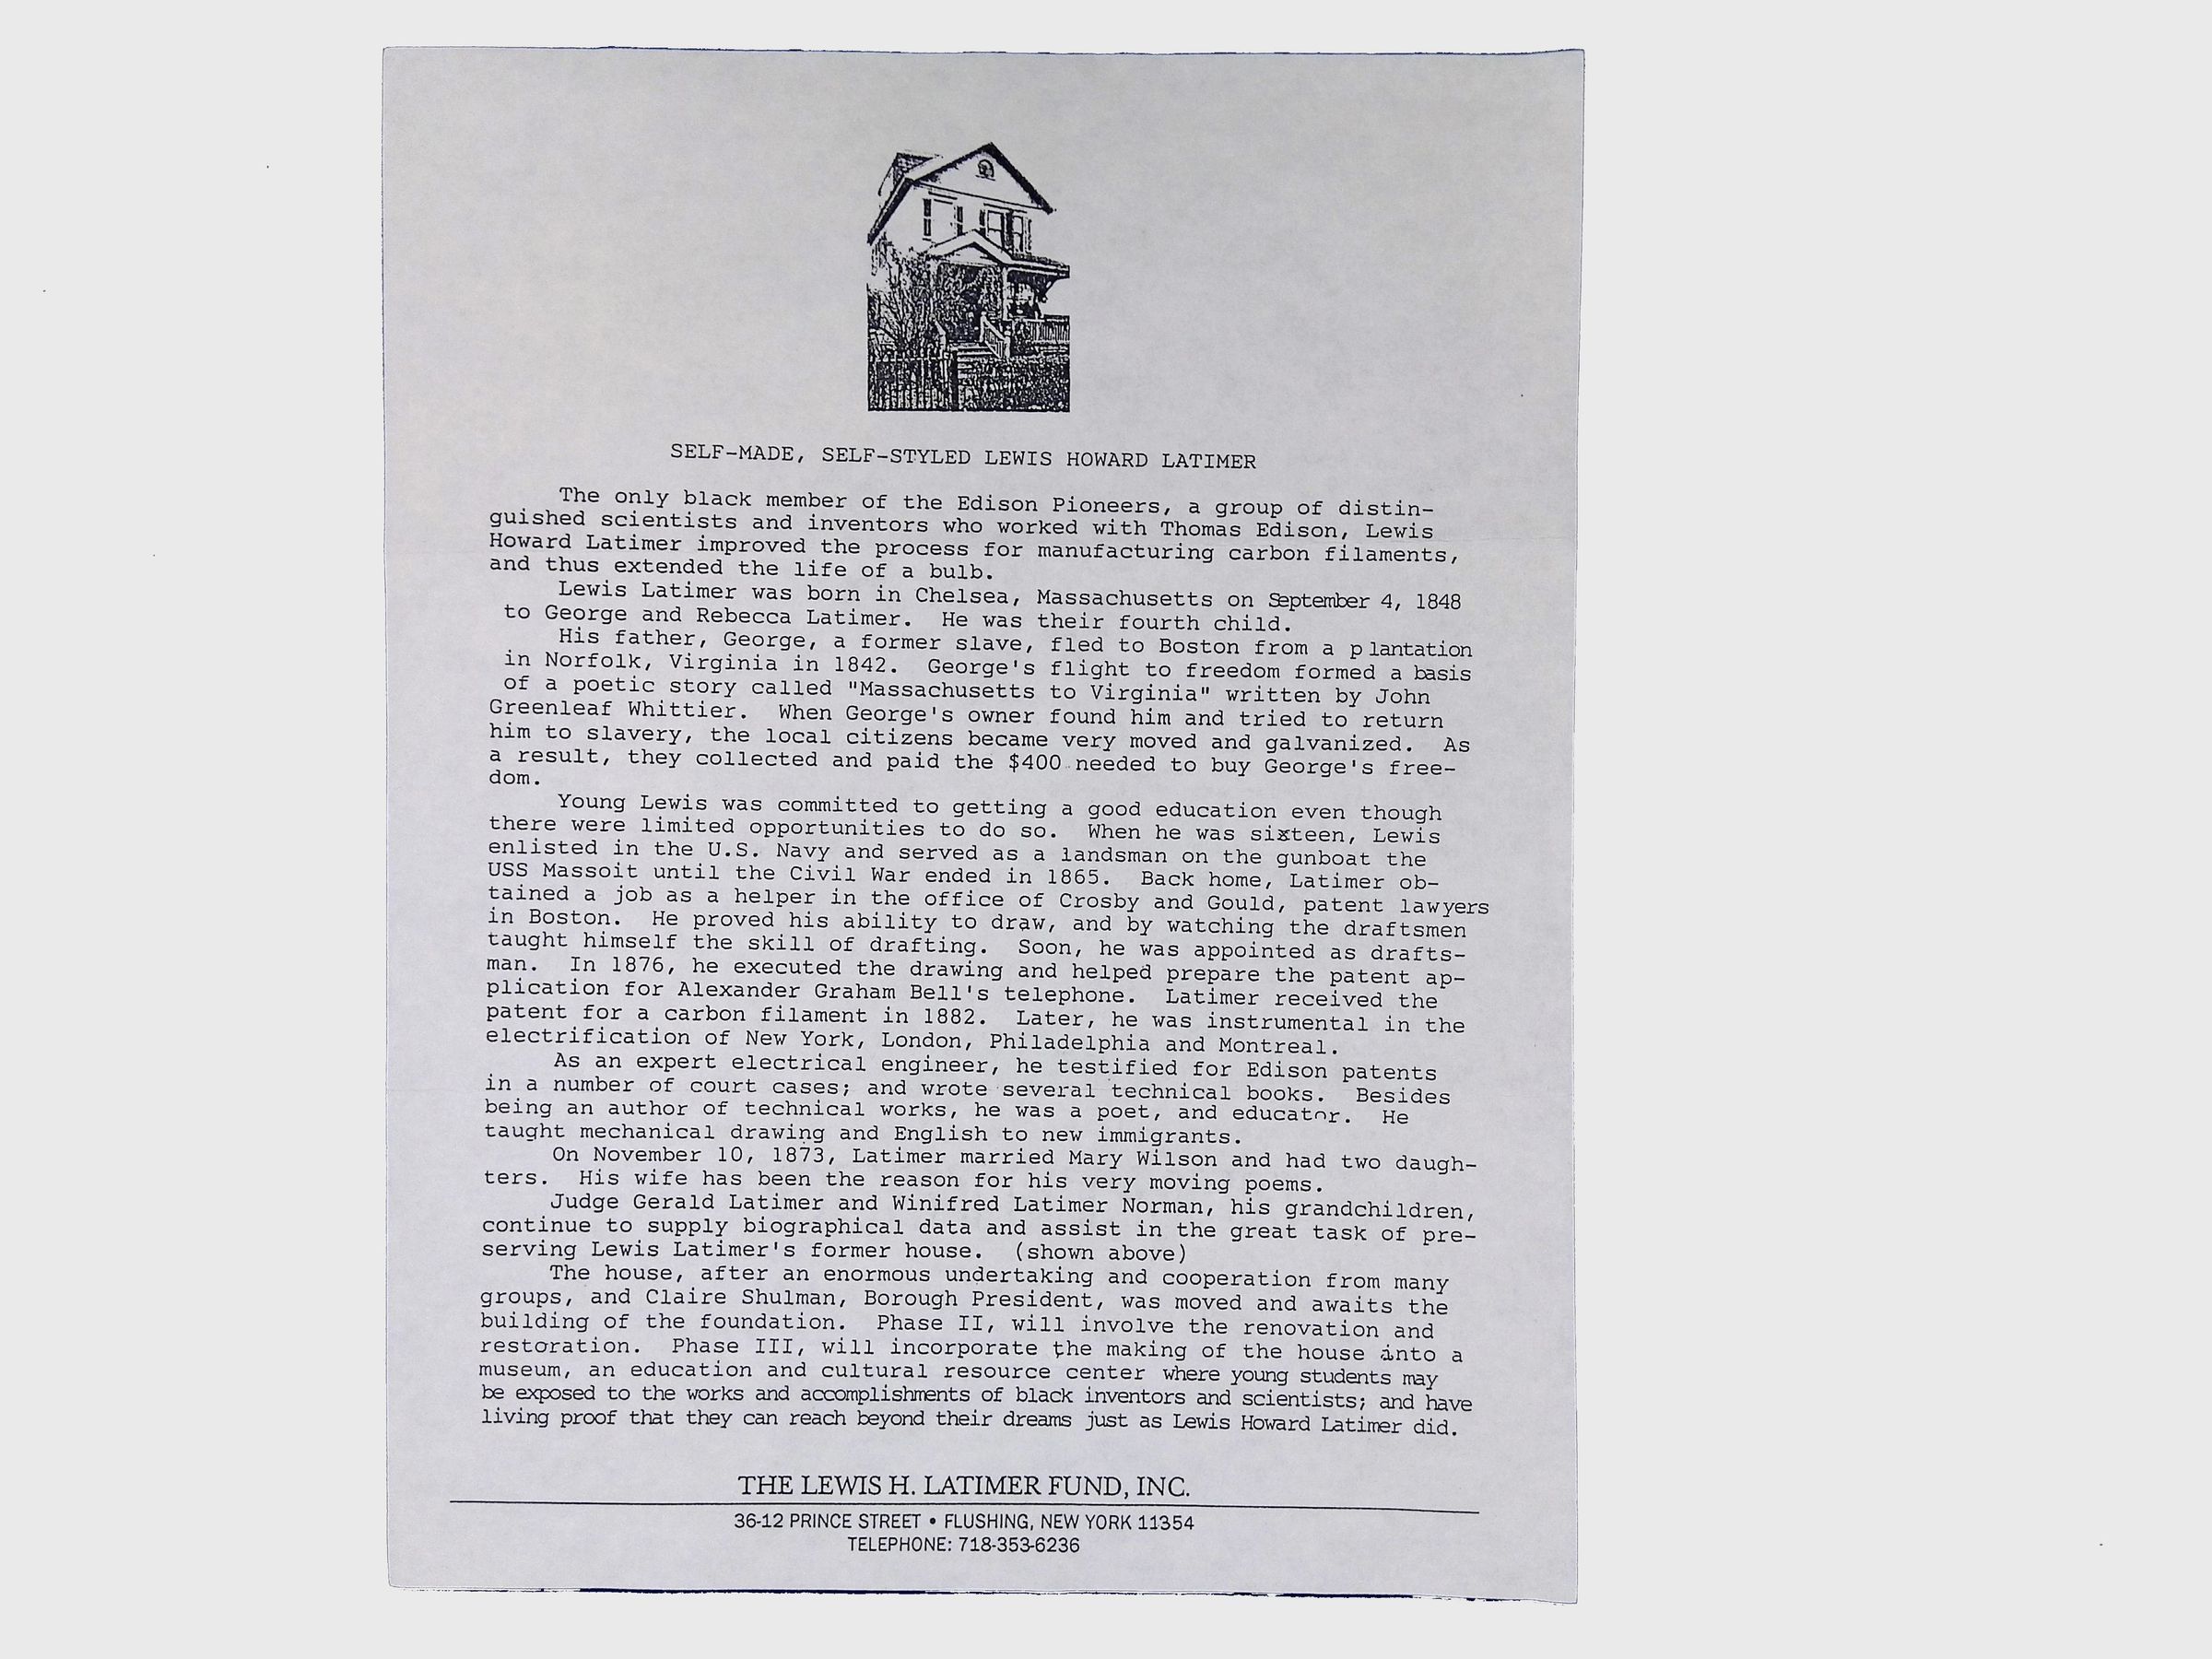 SELF-MADE, SELF-STYLED LEWIS HOWARD LATIMER
The only black member of the Edison Pioneers, a group of distin-
guished scientists and inventors who worked with Thomas Edison, Lewis
Howard Latimer improved the process for manufacturing carbon filaments,
and thus extended the life of a bulb.
Lewis Latimer was born in Chelsea, Massachusetts on September 4, 1848
to George and Rebecca Latimer. He was their fourth child.
His father, George, a former slave, fled to Boston from a p lantation
in Norfolk, Virginia in 1842. George's flight to freedom formed a basis
of a poetic story called "Massachusetts to Virginia" written by John
Greenleaf Whittier. When George's owner found him and tried to return
him to slavery, the local citizens became very moved and galvanized. As
a result, they collected and paid the $400 needed to buy George's free-
dom.
Young Lewis was committed to getting a good education even though
there were limited opportunities to do so. When he was sixteen, Lewis
enlisted in the U.S. Navy and served as a landsman on the gunboat the
USS Massoit until the Civil War ended in 1865. Back home, Latimer ob-
tained a job as a helper in the office of Crosby and Gould, patent lawyers
in Boston. He proved his ability to draw, and by watching the draftsmen
taught himself the skill of drafting. Soon, he was appointed as drafts-
man. In 1876, he executed the drawing and helped prepare the patent ap-
plication for Alexander Graham Bell's telephone. Latimer received the
patent for a carbon filament in 1882. Later, he was instrumental in the
electrification of New York, London, Philadelphia and Montreal.
As an expert electrical engineer, he testified for Edison patents
in a number of court cases; and wrote several technical books. Besides
being an author of technical works, he was a poet, and educator. He
taught mechanical drawing and English to new immigrants.
On November 10, 1873, Latimer married Mary Wilson and had two daugh-
ters. His wife has been the reason for his very moving poems.
Judge Gerald Latimer and Winifred Latimer Norman, his grandchildren,
continue to supply biographical data and assist in the great task of pre-
serving Lewis Latimer's former house. (shown above)
The house, after an enormous undertaking and cooperation from many
groups, and Claire Shulman, Borough President, was moved and awaits the
building of the foundation. Phase II, will involve the renovation and
restoration. Phase III, will incorporate the making of the house into a
museum, an education and cultural resource center where young students may
be exposed to the works and accomplishments of black inventors and scientists; and have
living proof that they can reach beyond their dreams just as Lewis Howard Latimer did.
THE LEWIS H. LATIMER FUND, INC.
36-12 PRINCE STREET • FLUSHING, NEW YORK 11354
TELEPHONE: 718-353-6236